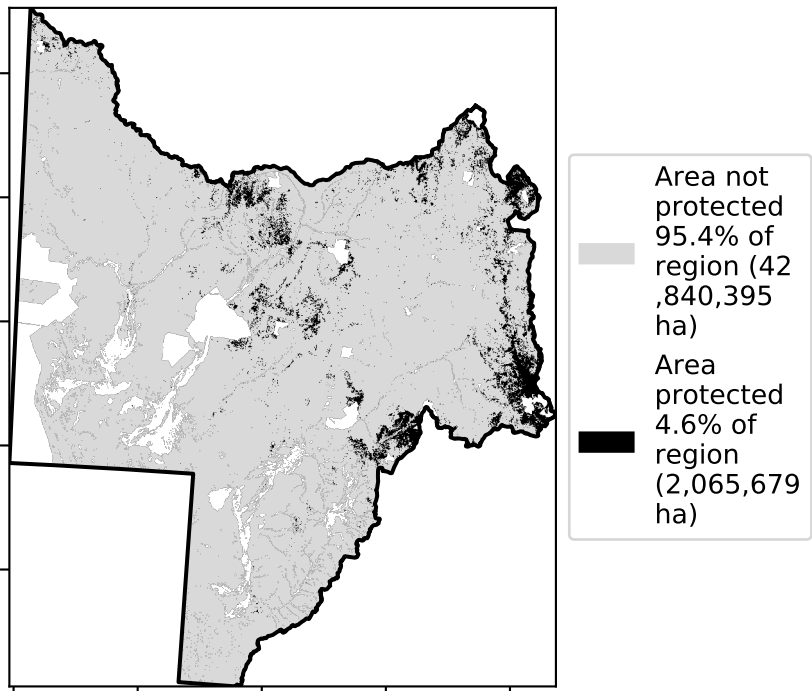 Area not
protected
95.4% of
region (42
,840,395
ha)
Area
protected
4.6% of
region
(2,065,679
ha)